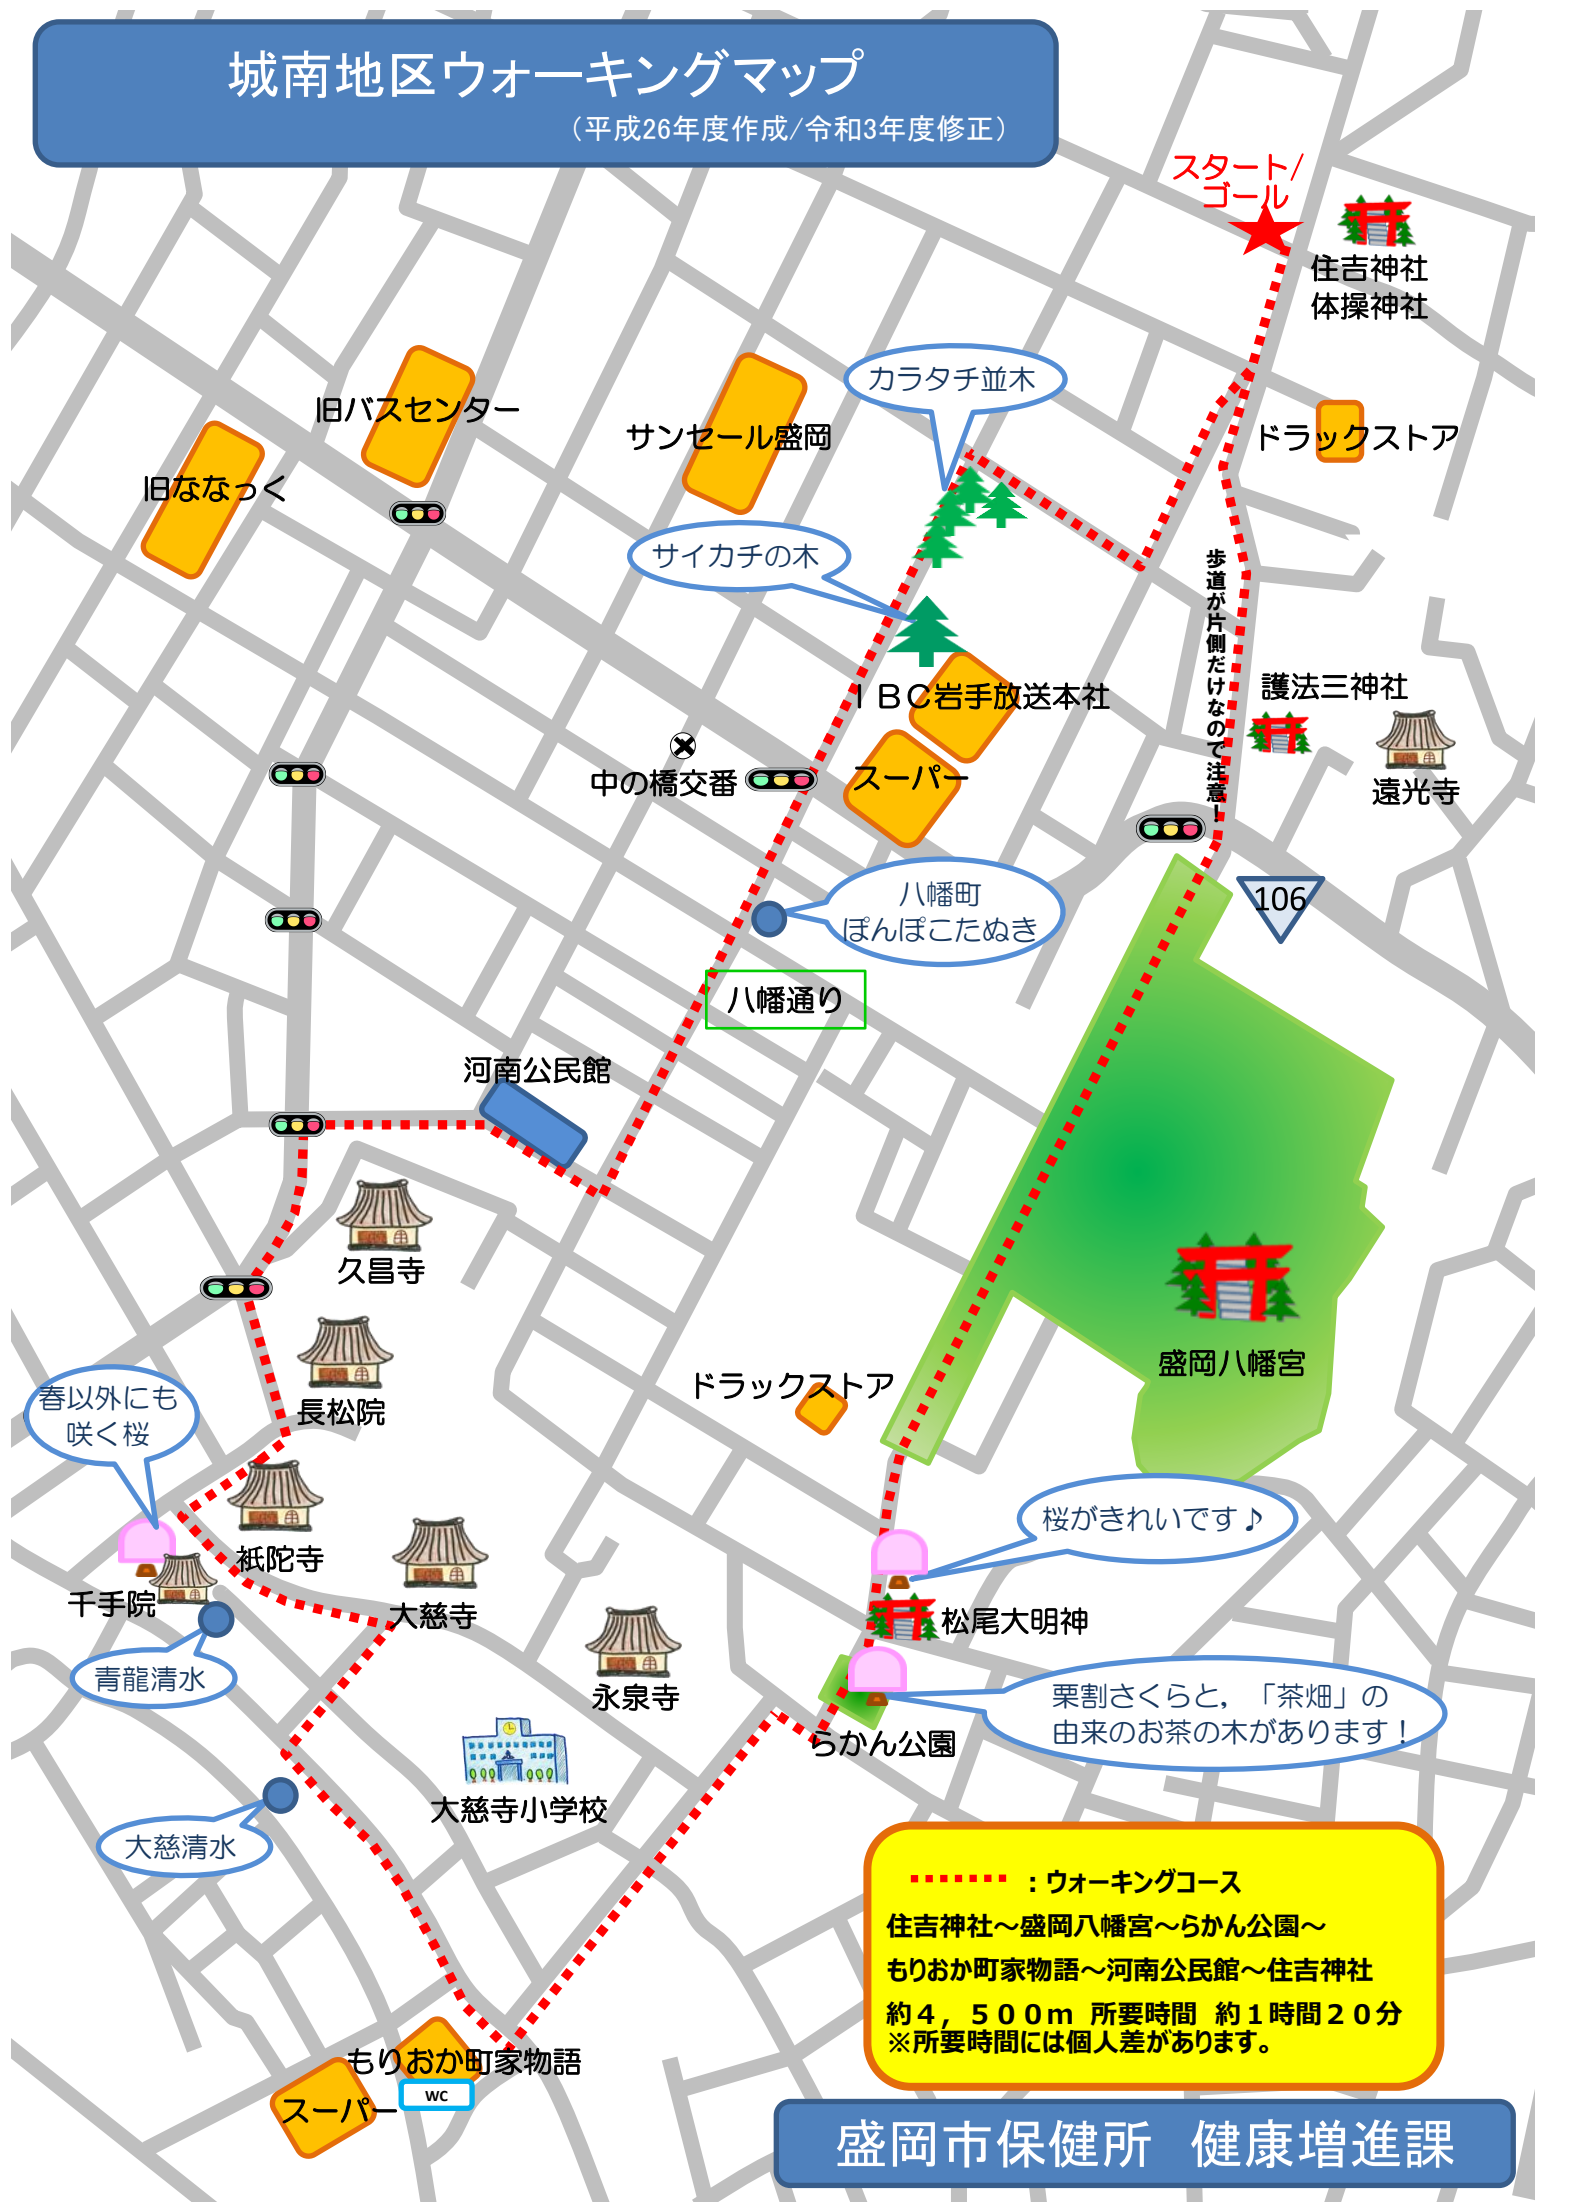 城南地区ウォーキングマップ
（平成26年度作成/令和3年度修正）
スタート/
ゴール
住吉神社
体操神社
カラタチ並木
旧バスセンター
サンセール盛岡
ドラックストア
旧ななっく
サイカチの木
歩道が片側だけなので注意！
護法三神社
ＩＢＣ岩手放送本社
中の橋交番
スーパー
遠光寺
八幡町
ぽんぽこたぬき
106
八幡通り
河南公民館
久昌寺
盛岡八幡宮
春以外にも
咲く桜
長松院
ドラックストア
桜がきれいです♪
祇陀寺
千手院
大慈寺
松尾大明神
青龍清水
永泉寺
栗割さくらと，「茶畑」の
由来のお茶の木があります！
らかん公園
大慈寺小学校
大慈清水
：ウォーキングコース
住吉神社～盛岡八幡宮～らかん公園～
もりおか町家物語～河南公民館～住吉神社
約４，５００ｍ 所要時間 約１時間２０分
※所要時間には個人差があります。
もりおか町家物語
WC
スーパー
盛岡市保健所 健康増進課